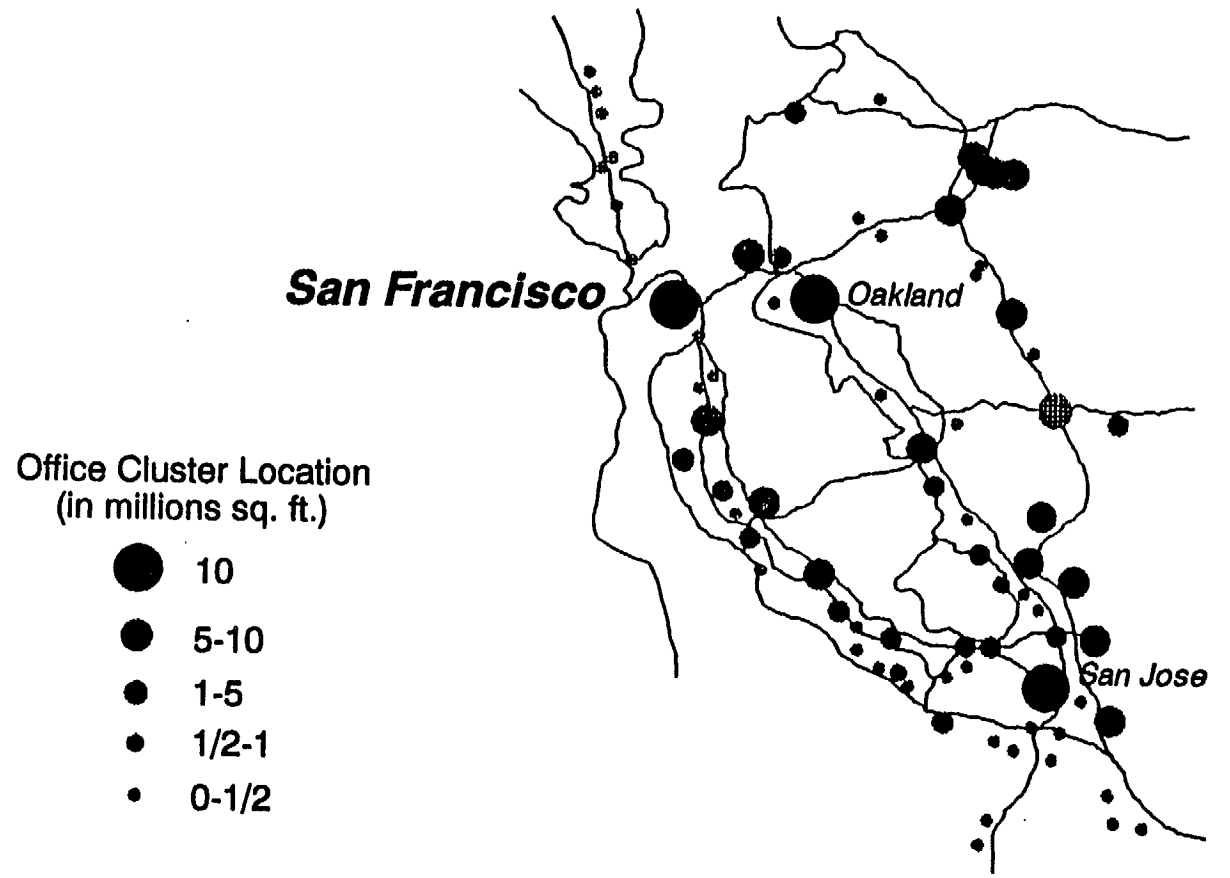 San Francisco
Oakland
Office Cluster Location
(in millions sq. ft.)
10
5-10
1-5
1/2-1
0-1/2
San Jose